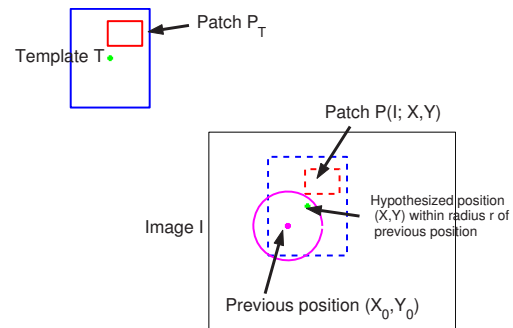 Patch P_T
Template T
Patch P(I; X,Y)
Hypothesized position
(X,Y) within radius r of
previous position
Image I
Previous position (X_0,Y_0)